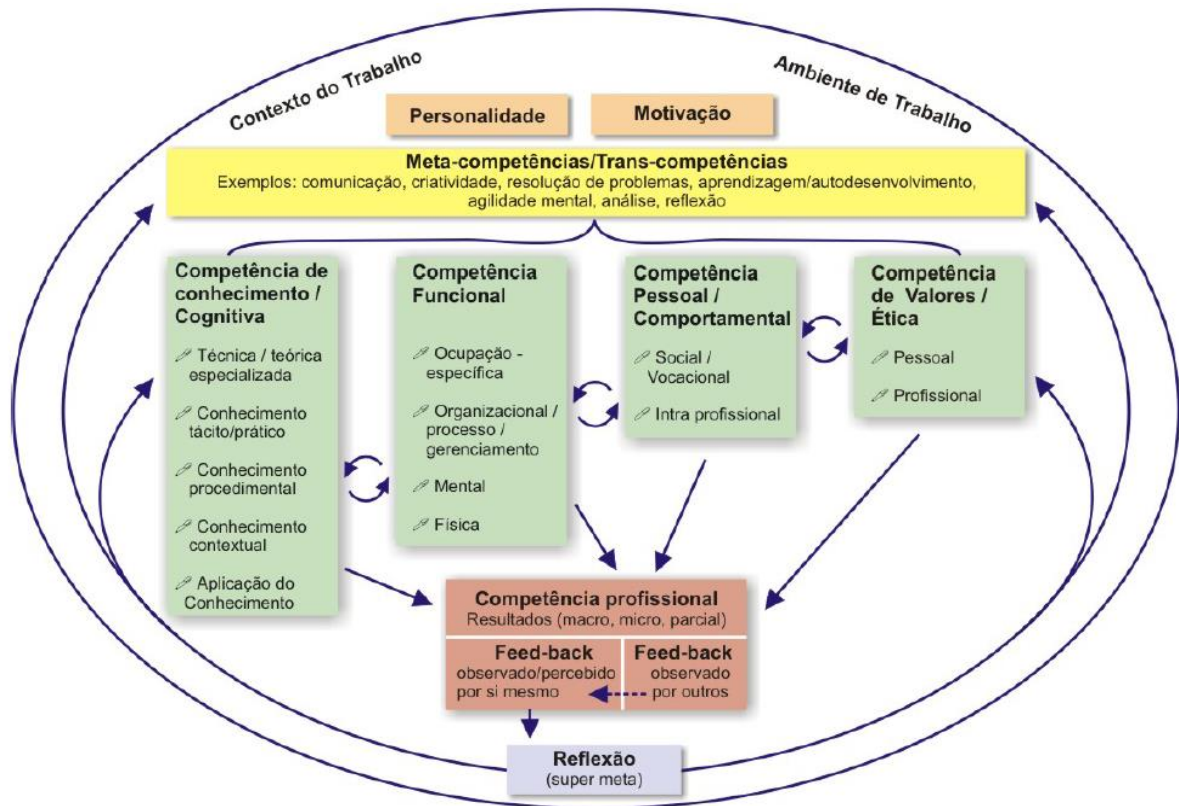 Contexto do Trabalho
Ambiente de Trabalho
Personalidade
Motivação
Meta-competências/Trans-competências
Exemplos: comunicação, criatividade, resolução de problemas, aprendizagem/autodesenvolvimento,
agilidade mental, análise, reflexão
Competência de
conhecimento /
Cognitiva
Técnica / teórica
especializada
Conhecimento
tácito/prático
Conhecimento
procedimental
Conhecimento
contextual
Aplicação do
Conhecimento
Competência
Funcional
Ocupação -
específica
Organizacional /
processo /
gerenciamento
Mental
Física
Competência
Pessoal /
Comportamental
Social /
Vocacional
Intra profissional
Competência
de Valores /
Ética
Pessoal
Profissional
Competência profissional
Resultados (macro, micro, parcial)
Feed-back
observado/percebido
por si mesmo
Feed-back
observado
por outros
Reflexão
(super meta)